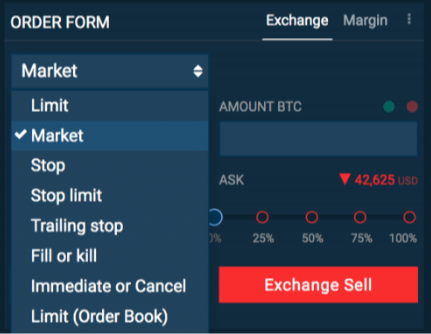 ORDER FORM Exchange Margin
Market
Limit
Market
Stop
Stop limit
Trailing stop
Fill or kill
Immediate or Cancel
Limit (Order Book)
AMOUNT BTC
ASK 42,625 USD
0% 25% 50% 75% 100%
Exchange Sell